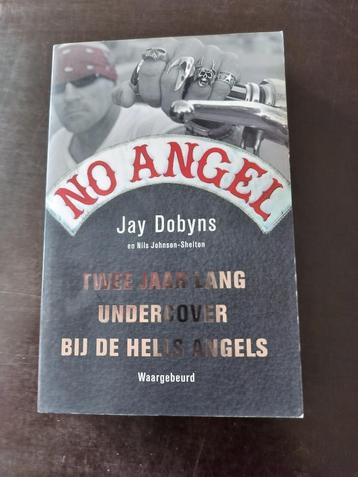 NO ANGEL
Jay Dobyns
en Nils Johnson-Shelton
TWEE JAAR LANG
UNDERCOVER
BIJ DE HELLS ANGELS
Waargebeurd